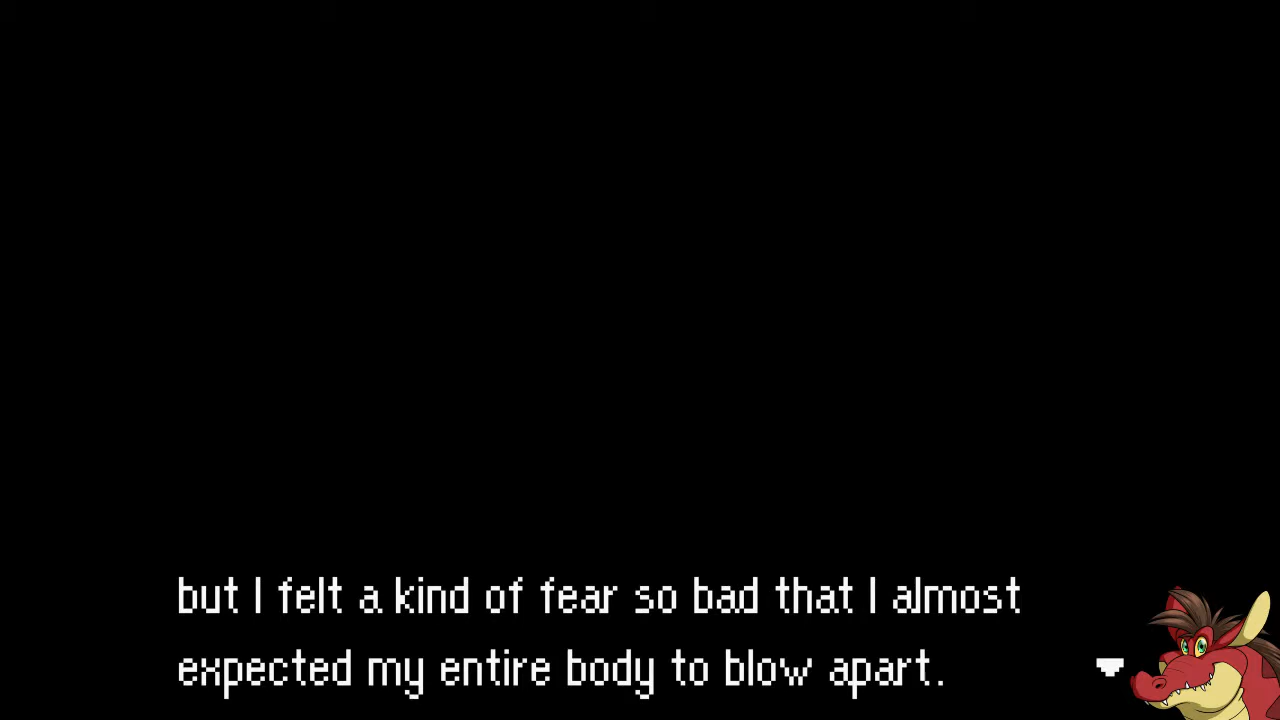 but I felt a kind of fear so bad that I almost
expected my entire body to blow apart.